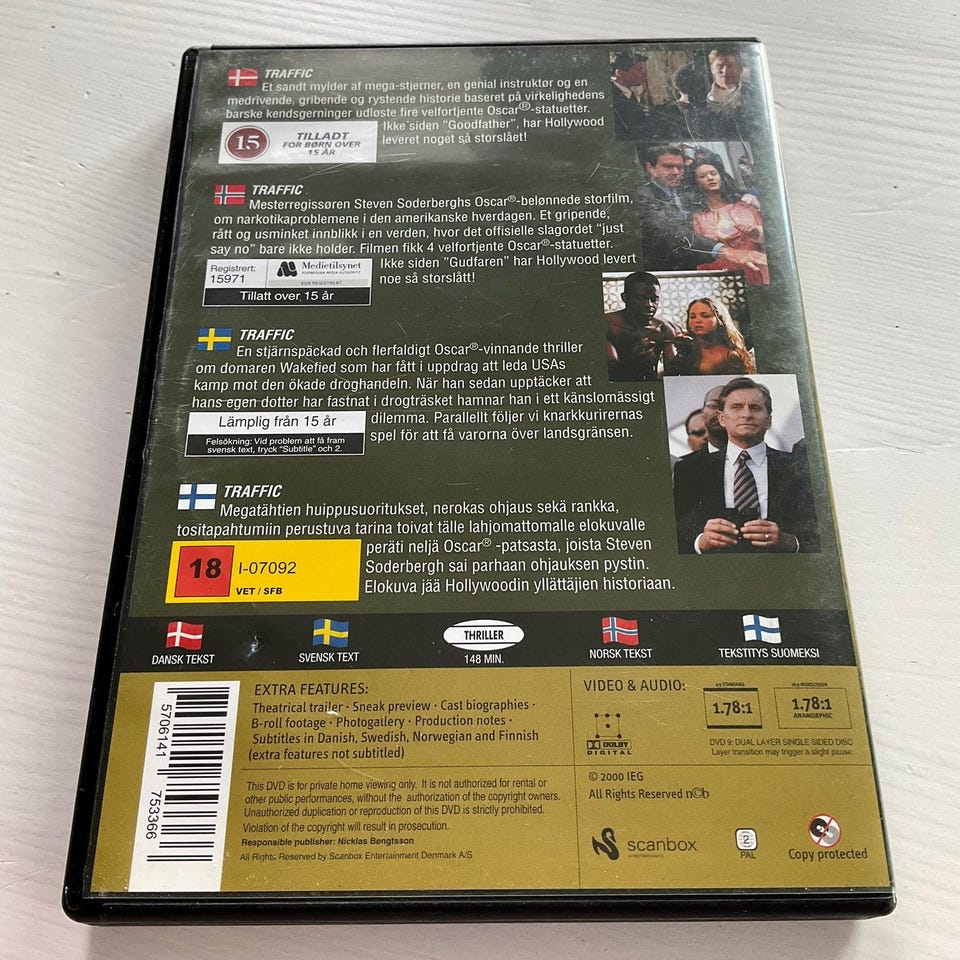 TRAFFIC
Et sandt mylder af mega-stjerner, en genial instruktør og en
medrivende, gribende og rystende historie baseret på virkelighedens
barske kendsgerninger udløste fire velfortjente Oscar®-statuetter.
Ikke siden "Goodfather", har Hollywood
leveret noget så storslået!
15
TILLADT
FOR BØRN OVER
15 ÅR
TRAFFIC
Mesterregissøren Steven Soderberghs Oscar®-belønnede storfilm,
om narkotikaproblemene i den amerikanske hverdagen. Et gripende,
rått og usminket innblikk i en verden, hvor det offisielle slagordet "just
say no" bare ikke holder. Filmen fikk 4 velfortjente Oscar®-statuetter.
Ikke siden "Gudfaren" har Hollywood levert
noe så storslått!
Registrert:
15971
Medietilsynet
NORWEGIAN MEDIA AUTHORITY
KUN REGISTRERT
Tillatt over 15 år
TRAFFIC
En stjärnspäckad och flerfaldigt Oscar®-vinnande thriller
om domaren Wakefied som har fått i uppdrag att leda USAs
kamp mot den ökade droghandeln. När han sedan upptäcker att
hans egen dotter har fastnat i drogträsket hamnar han i ett känslomässigt
dilemma. Parallellt följer vi knarkkurirernas
spel för att få varorna över landsgränsen.
Lämplig från 15 år
Felsökning: Vid problem att få fram
svensk text, tryck "Subtitle" och 2.
TRAFFIC
Megatähtien huippusuoritukset, nerokas ohjaus sekä rankka,
tositapahtumiin perustuva tarina toivat tälle lahjomattomalle elokuvalle
peräti neljä Oscar® -patsasta, joista Steven
Soderbergh sai parhaan ohjauksen pystin.
Elokuva jää Hollywoodin yllättäjien historiaan.
18
I-07092
VET / SFB
DANSK TEKST
SVENSK TEXT
THRILLER
148 MIN.
NORSK TEKST
TEKSTITYS SUOMEKSI
5706141 753366
EXTRA FEATURES:
Theatrical trailer · Sneak preview · Cast biographies ·
B-roll footage · Photogallery · Production notes ·
Subtitles in Danish, Swedish, Norwegian and Finnish
(extra features not subtitled)
This DVD is for private home viewing only. It is not authorized for rental or
other public performances, without the authorization of the copyright owners.
Unauthorized duplication or reproduction of this DVD is strictly prohibited.
Violation of the copyright will result in prosecution.
Responsible publisher: Nicklas Bengtsson
All Rights Reserved by Scanbox Entertainment Denmark A/S
VIDEO & AUDIO:
DOLBY
DIGITAL
4:3 STANDARD
1.78:1
16:9 WIDESCREEN
1.78:1
ANAMORPHIC
DVD 9: DUAL LAYER SINGLE SIDED DISC
Layer transition may trigger a slight pause.
© 2000 IEG
All Rights Reserved n©b
scanbox
entertainment
2
PAL
Copy protected